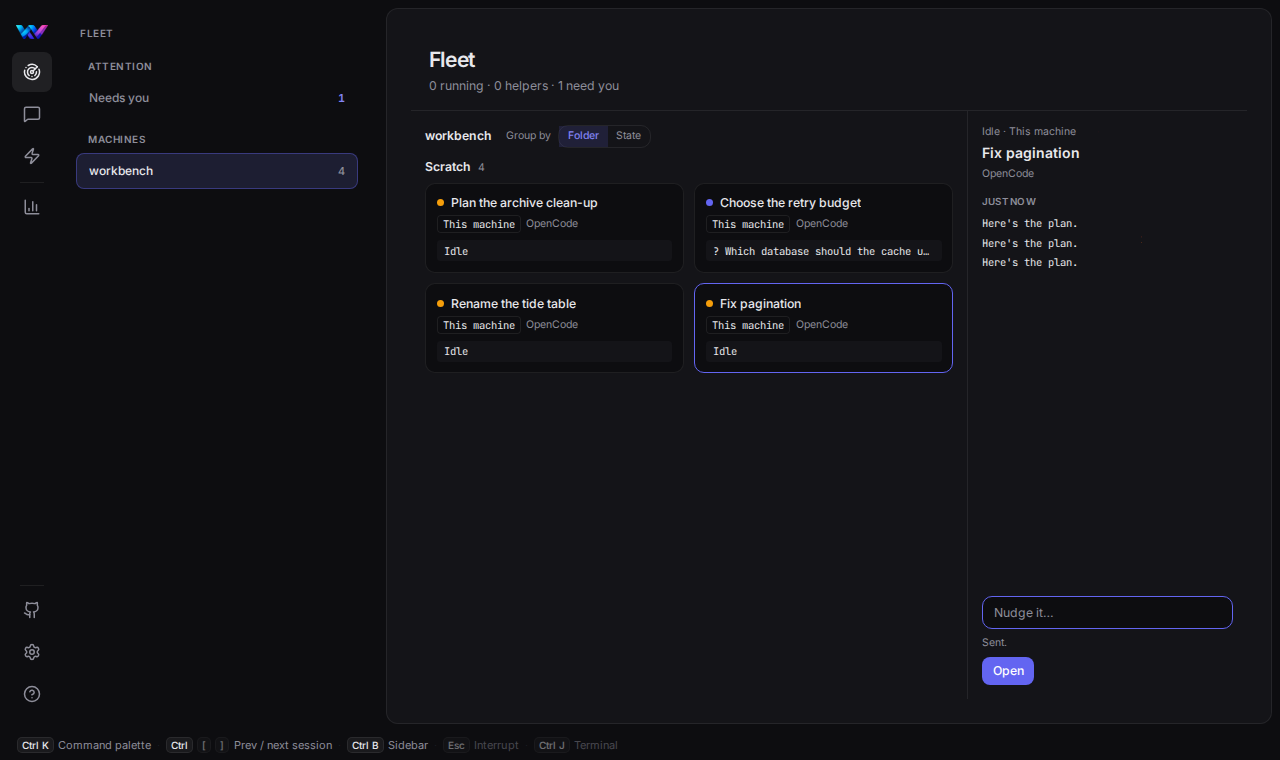 FLEET
ATTENTION
Needs you 1
MACHINES
workbench 4
Fleet
0 running · 0 helpers · 1 need you
workbench Group by Folder State
Scratch 4
Plan the archive clean-up
This machine OpenCode
Idle
Choose the retry budget
This machine OpenCode
? Which database should the cache u…
Rename the tide table
This machine OpenCode
Idle
Fix pagination
This machine OpenCode
Idle
Idle · This machine
Fix pagination
OpenCode
JUST NOW
Here's the plan.
Here's the plan.
Here's the plan.
Nudge it...
Sent.
Open
Ctrl K Command palette Ctrl [ ] Prev / next session Ctrl B Sidebar Esc Interrupt Ctrl J Terminal